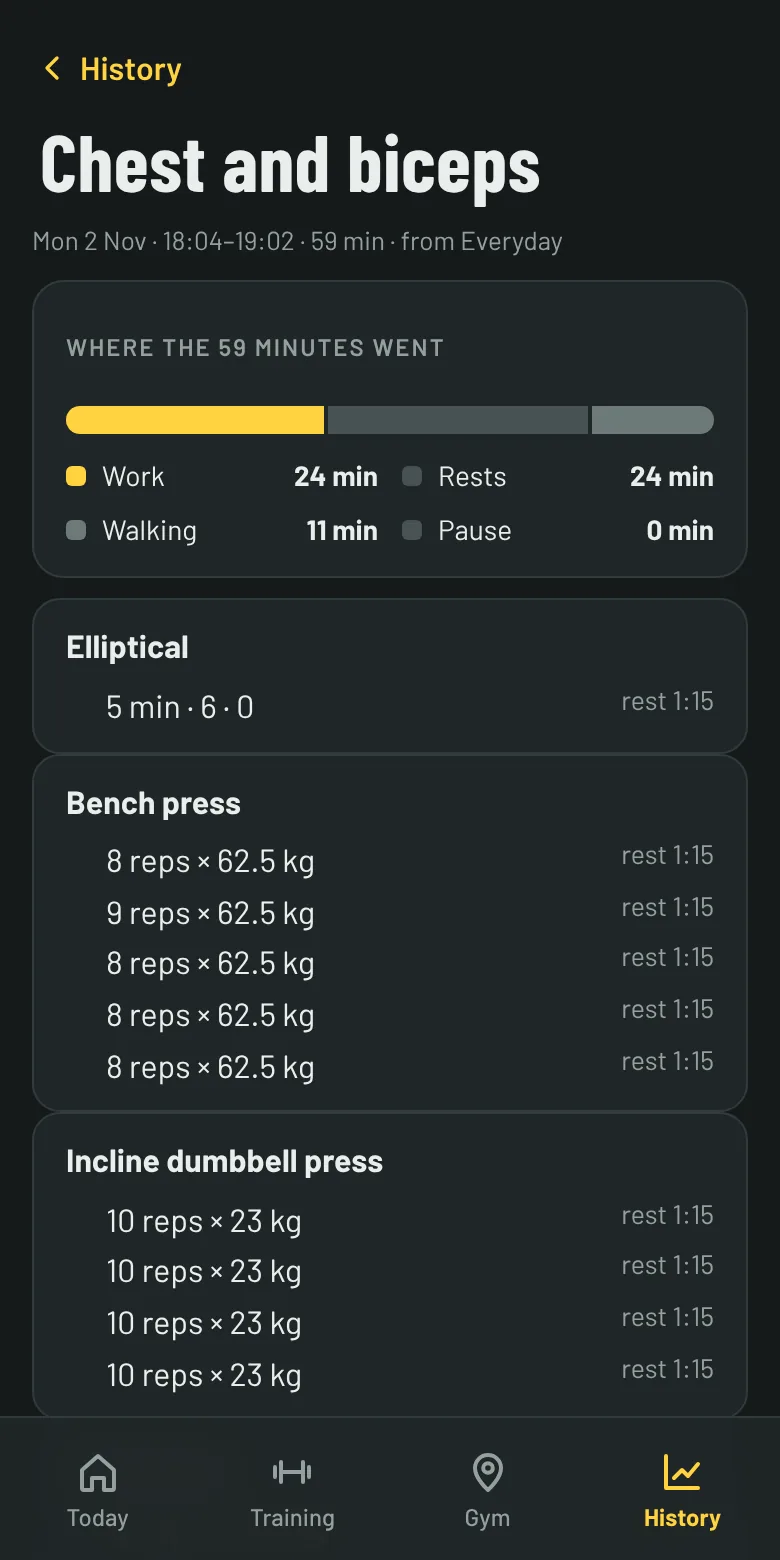 History
Chest and biceps
Mon 2 Nov · 18:04–19:02 · 59 min · from Everyday
WHERE THE 59 MINUTES WENT
Work 24 min Rests 24 min
Walking 11 min Pause 0 min
Elliptical
5 min · 6 · 0 rest 1:15
Bench press
8 reps × 62.5 kg rest 1:15
9 reps × 62.5 kg rest 1:15
8 reps × 62.5 kg rest 1:15
8 reps × 62.5 kg rest 1:15
8 reps × 62.5 kg rest 1:15
Incline dumbbell press
10 reps × 23 kg rest 1:15
10 reps × 23 kg rest 1:15
10 reps × 23 kg rest 1:15
10 reps × 23 kg rest 1:15
Today Training Gym History